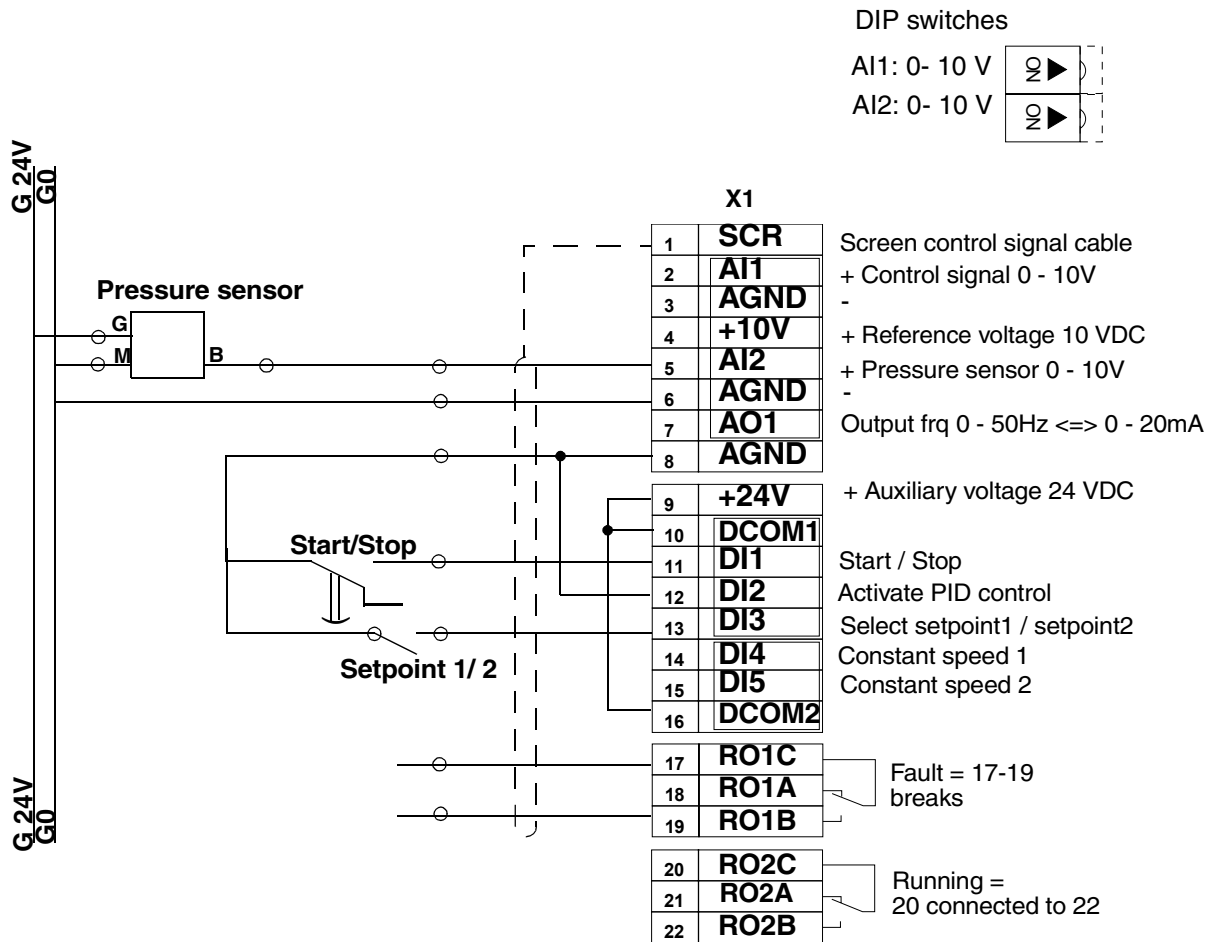 DIP switches
AI1: 0- 10 V
NO
AI2: 0- 10 V
NO
G 24V
G0
X1
1 SCR Screen control signal cable
2 AI1 + Control signal 0 - 10V
3 AGND -
4 +10V + Reference voltage 10 VDC
5 AI2 + Pressure sensor 0 - 10V
6 AGND -
7 AO1 Output frq 0 - 50Hz <=> 0 - 20mA
8 AGND
Pressure sensor
G
M
B
9 +24V + Auxiliary voltage 24 VDC
10 DCOM1
11 DI1 Start / Stop
12 DI2 Activate PID control
13 DI3 Select setpoint1 / setpoint2
14 DI4 Constant speed 1
15 DI5 Constant speed 2
16 DCOM2
Start/Stop
Setpoint 1/ 2
17 RO1C
18 RO1A
19 RO1B
Fault = 17-19
breaks
G 24V
G0
20 RO2C
21 RO2A
22 RO2B
Running =
20 connected to 22